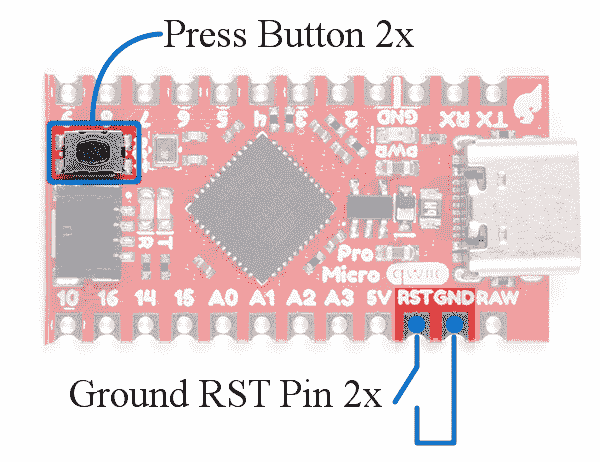 Press Button 2x
7 6 5 4 3 2 GND RX TX
PWR
R T
Pro
Micro qwiic
10 16 14 15 A0 A1 A2 A3 5V RST GND RAW
Ground RST Pin 2x